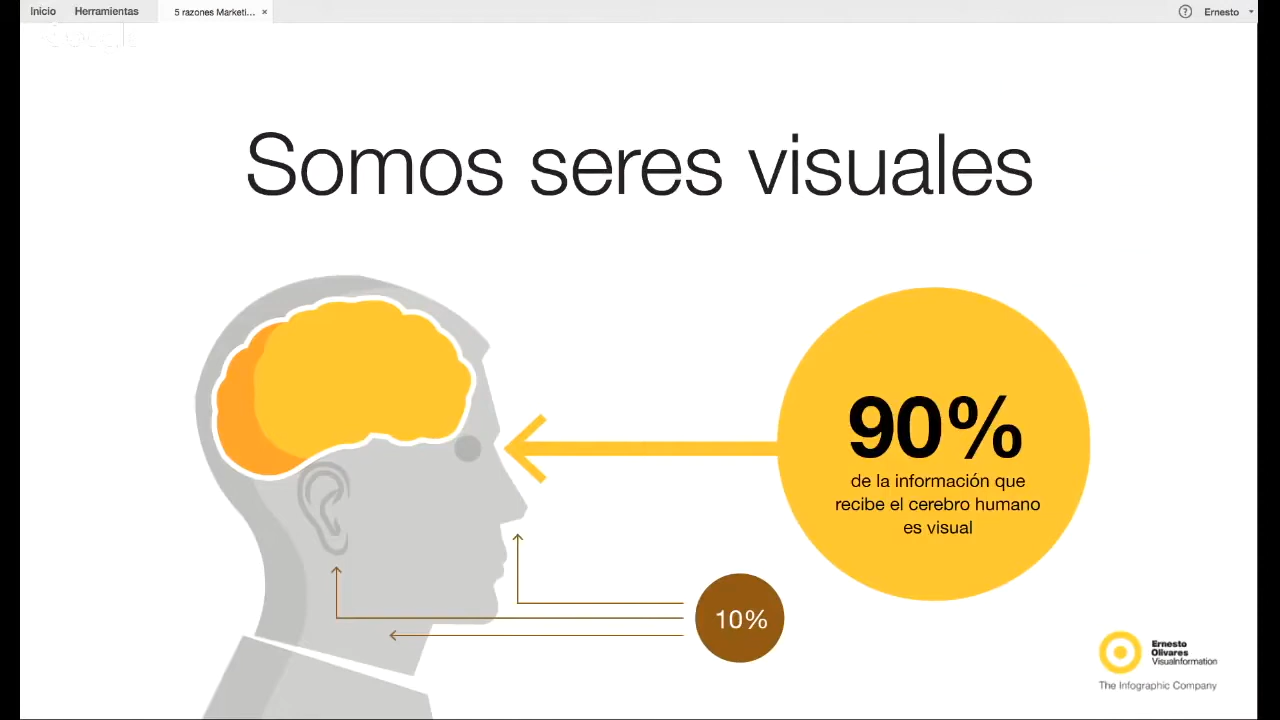 Inicio Herramientas 5 razones Marketi... × ? Ernesto
Somos seres visuales
90%
de la información que
recibe el cerebro humano
es visual
10%
Ernesto
Olivares
VisualInformation
The Infographic Company